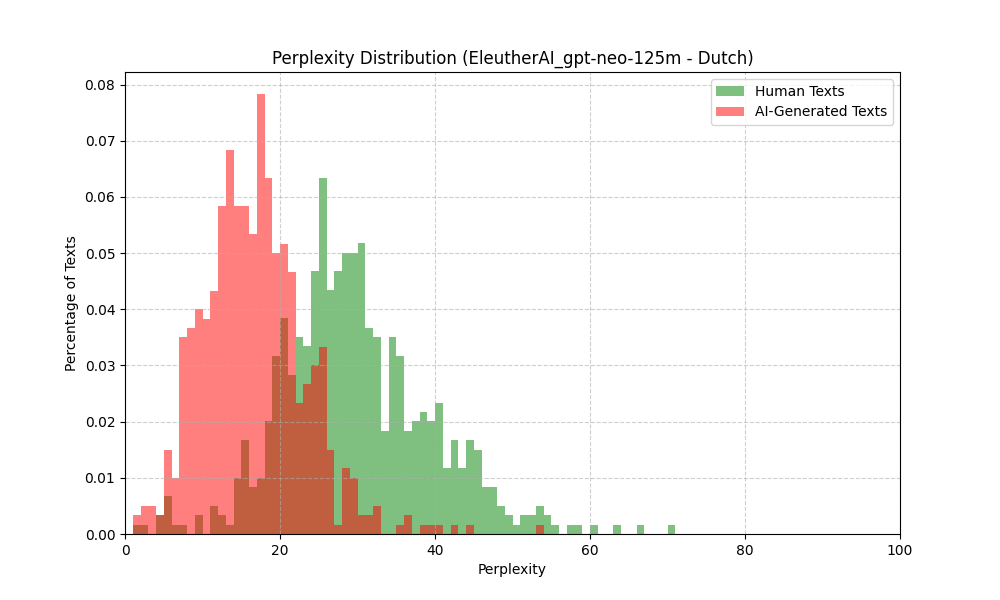 Perplexity Distribution (EleutherAI_gpt-neo-125m - Dutch)
Human Texts
AI-Generated Texts
Percentage of Texts
0.08
0.07
0.06
0.05
0.04
0.03
0.02
0.01
0.00
0 20 40 60 80 100
Perplexity